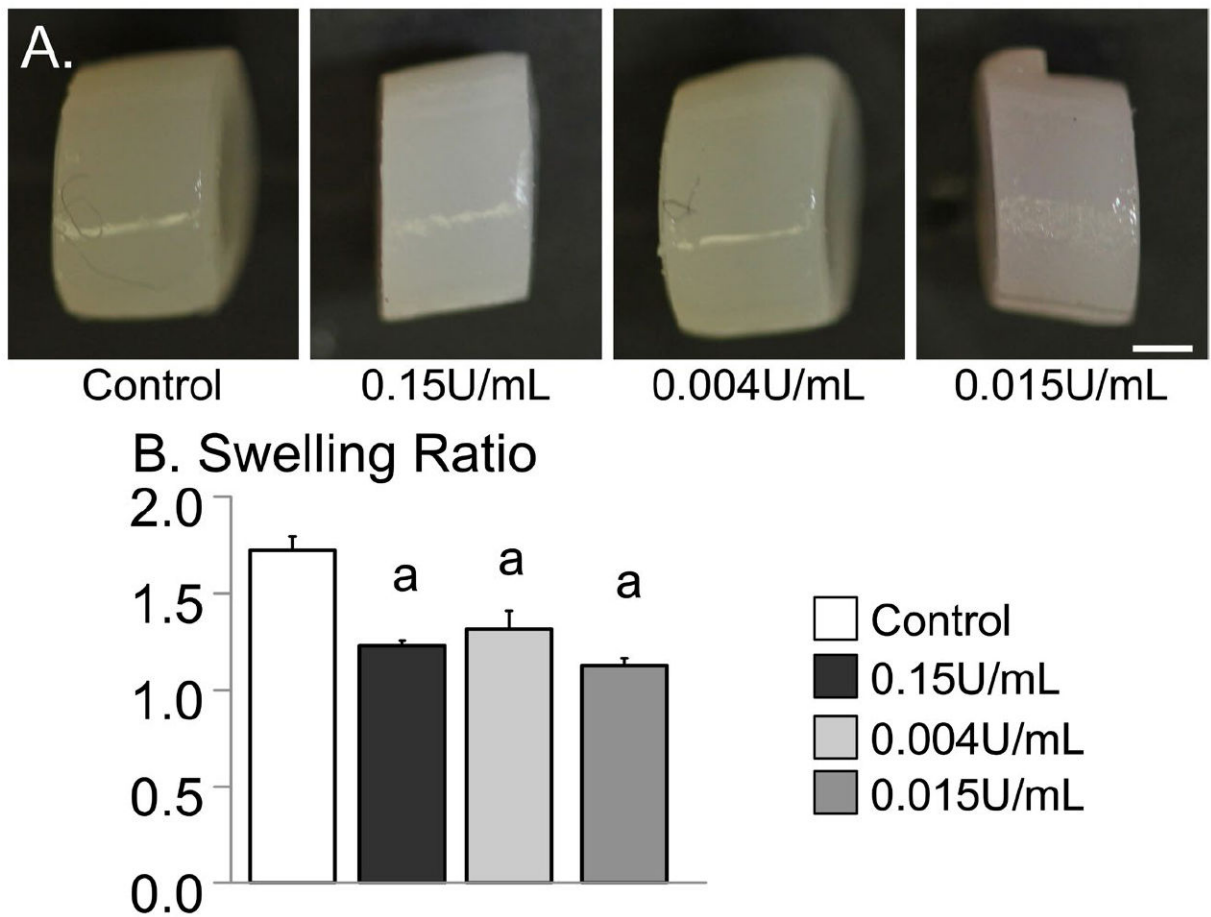 A.
Control 0.15U/mL 0.004U/mL 0.015U/mL
B. Swelling Ratio
2.0
1.5
1.0
0.5
0.0
a a a
Control
0.15U/mL
0.004U/mL
0.015U/mL